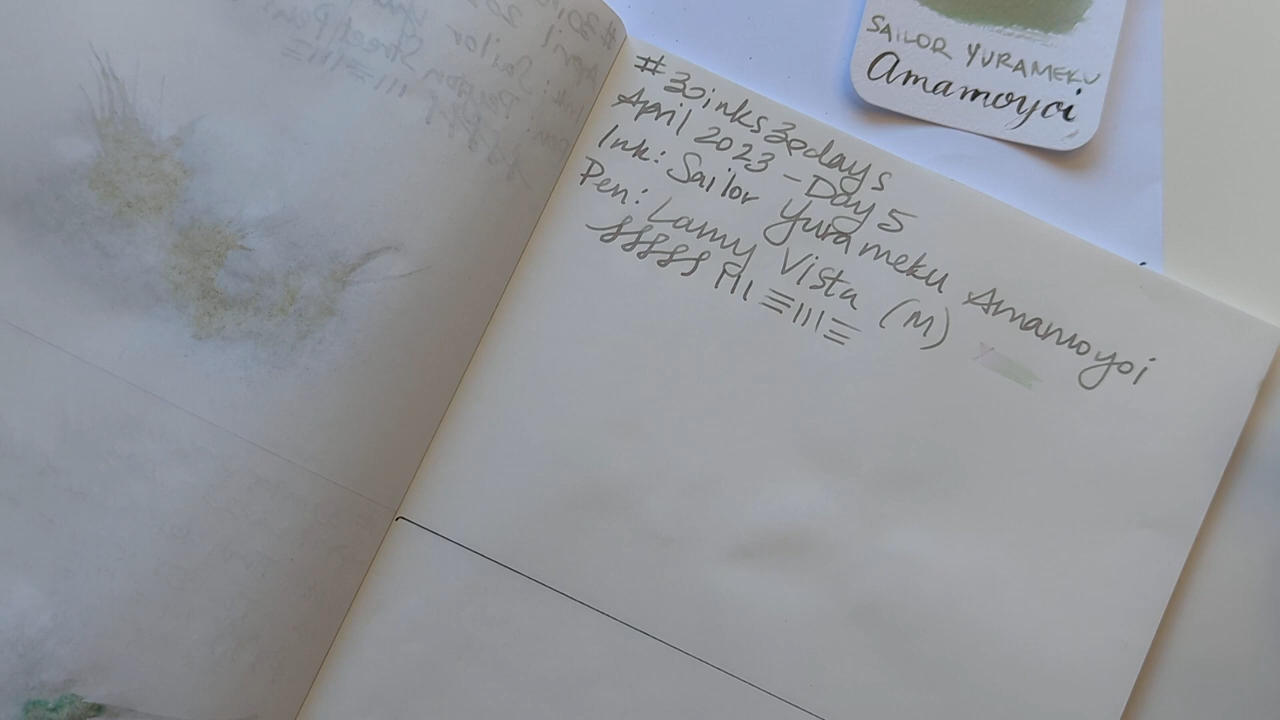 SAILOR YURAMEKU
Amamoyoi
#30inks30days
April 2023 - Day 5
Ink: Sailor Yurameku Amamoyoi
Pen: Lamy Vista (M)